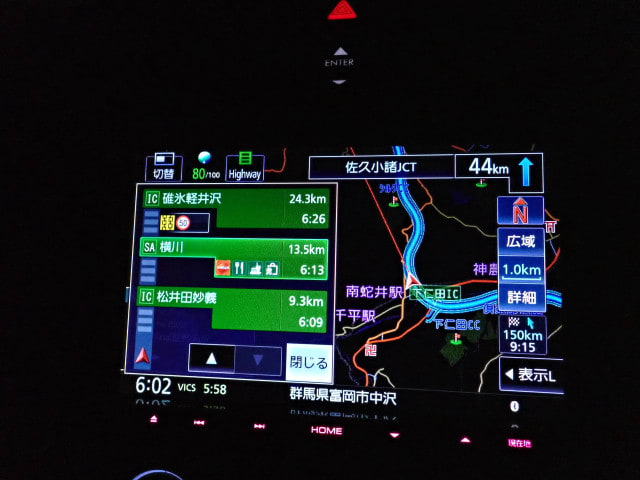 ENTER
切替
80/100
Highway
佐久小諸JCT
44km
IC 碓氷軽井沢 24.3km
50 6:26
SA 横川 13.5km
6:13
IC 松井田妙義 9.3km
6:09
閉じる
N
広域
1.0km
詳細
150km
9:15
表示L
南蛇井駅
下仁田IC
千平駅
下仁田CC
6:02 VICS 5:58
群馬県富岡市中沢
HOME
現在地